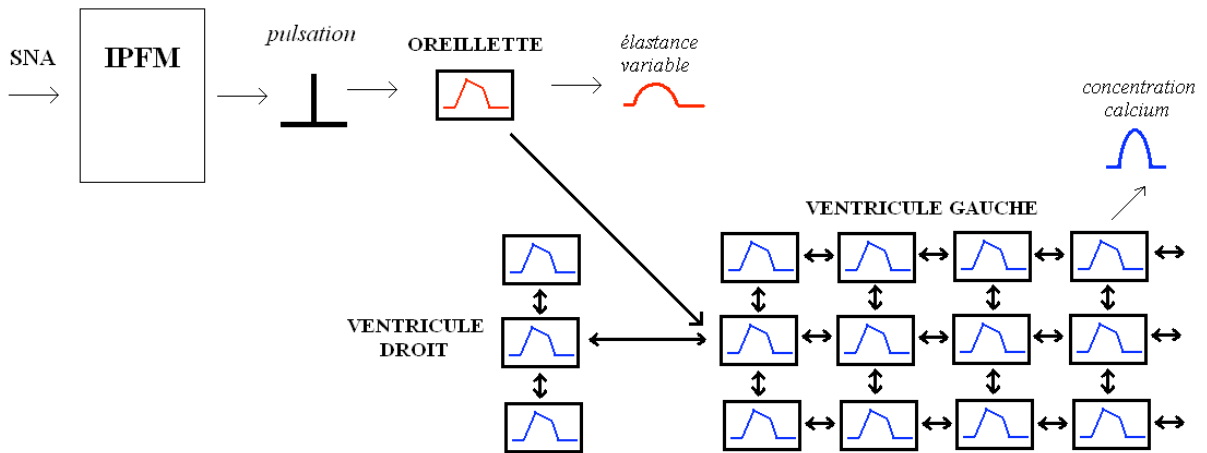 SNA
IPFM
pulsation
OREILLETTE
élastance
variable
concentration
calcium
VENTRICULE GAUCHE
VENTRICULE
DROIT